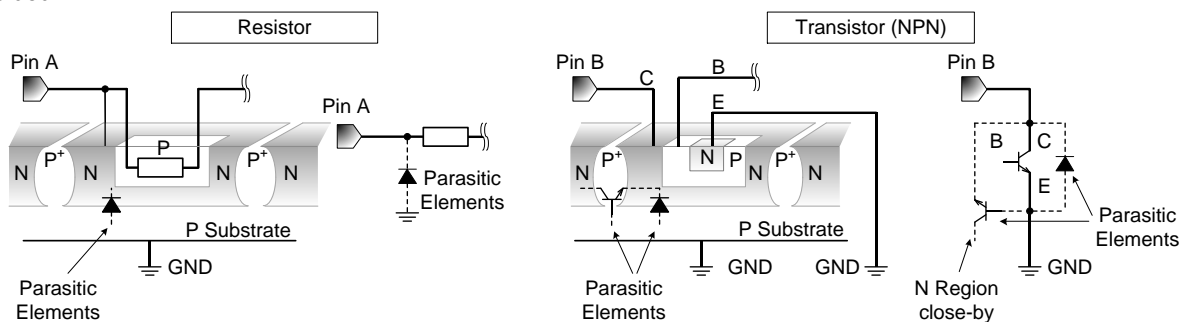 Resistor
Transistor (NPN)
Pin A
Pin A
P
N
P+
N
N
P+
N
Parasitic
Elements
P Substrate
GND
Parasitic
Elements
Pin B
C
B
E
N
P+
N
N
P
P+
N
P Substrate
GND
GND
Parasitic
Elements
Pin B
B
C
E
Parasitic
Elements
GND
N Region
close-by